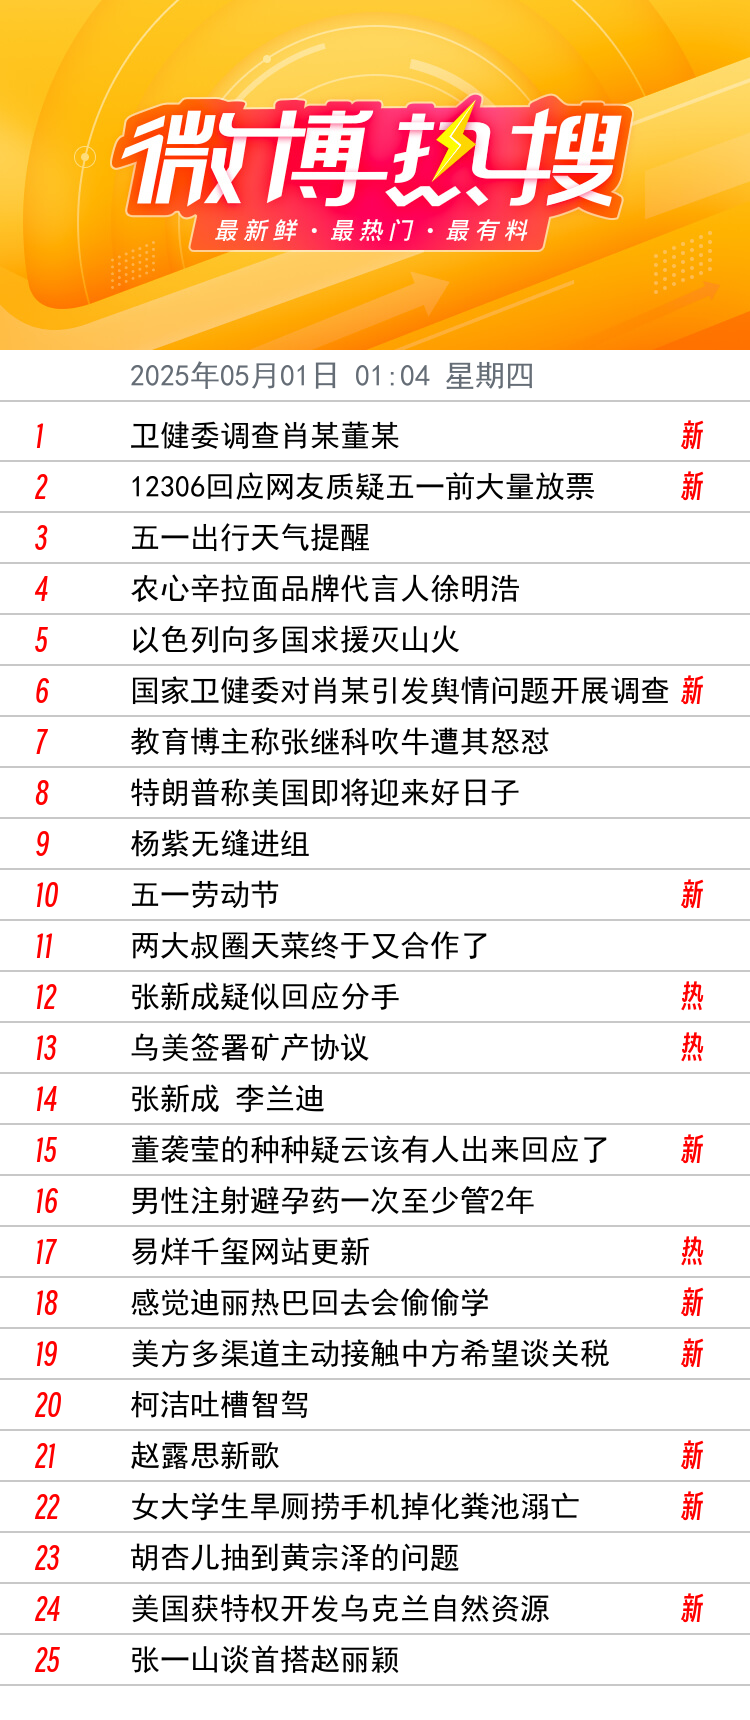 微博热搜
最新鲜·最热门·最有料
2025年05月01日 01:04 星期四
1 卫健委调查肖某董某 新
2 12306回应网友质疑五一前大量放票 新
3 五一出行天气提醒
4 农心辛拉面品牌代言人徐明浩
5 以色列向多国求援灭山火
6 国家卫健委对肖某引发舆情问题开展调查 新
7 教育博主称张继科吹牛遭其怒怼
8 特朗普称美国即将迎来好日子
9 杨紫无缝进组
10 五一劳动节 新
11 两大叔圈天菜终于又合作了
12 张新成疑似回应分手 热
13 乌美签署矿产协议 热
14 张新成 李兰迪
15 董袭莹的种种疑云该有人出来回应了 新
16 男性注射避孕药一次至少管2年
17 易烊千玺网站更新 热
18 感觉迪丽热巴回去会偷偷学 新
19 美方多渠道主动接触中方希望谈关税 新
20 柯洁吐槽智驾
21 赵露思新歌 新
22 女大学生旱厕捞手机掉化粪池溺亡 新
23 胡杏儿抽到黄宗泽的问题
24 美国获特权开发乌克兰自然资源 新
25 张一山谈首搭赵丽颖